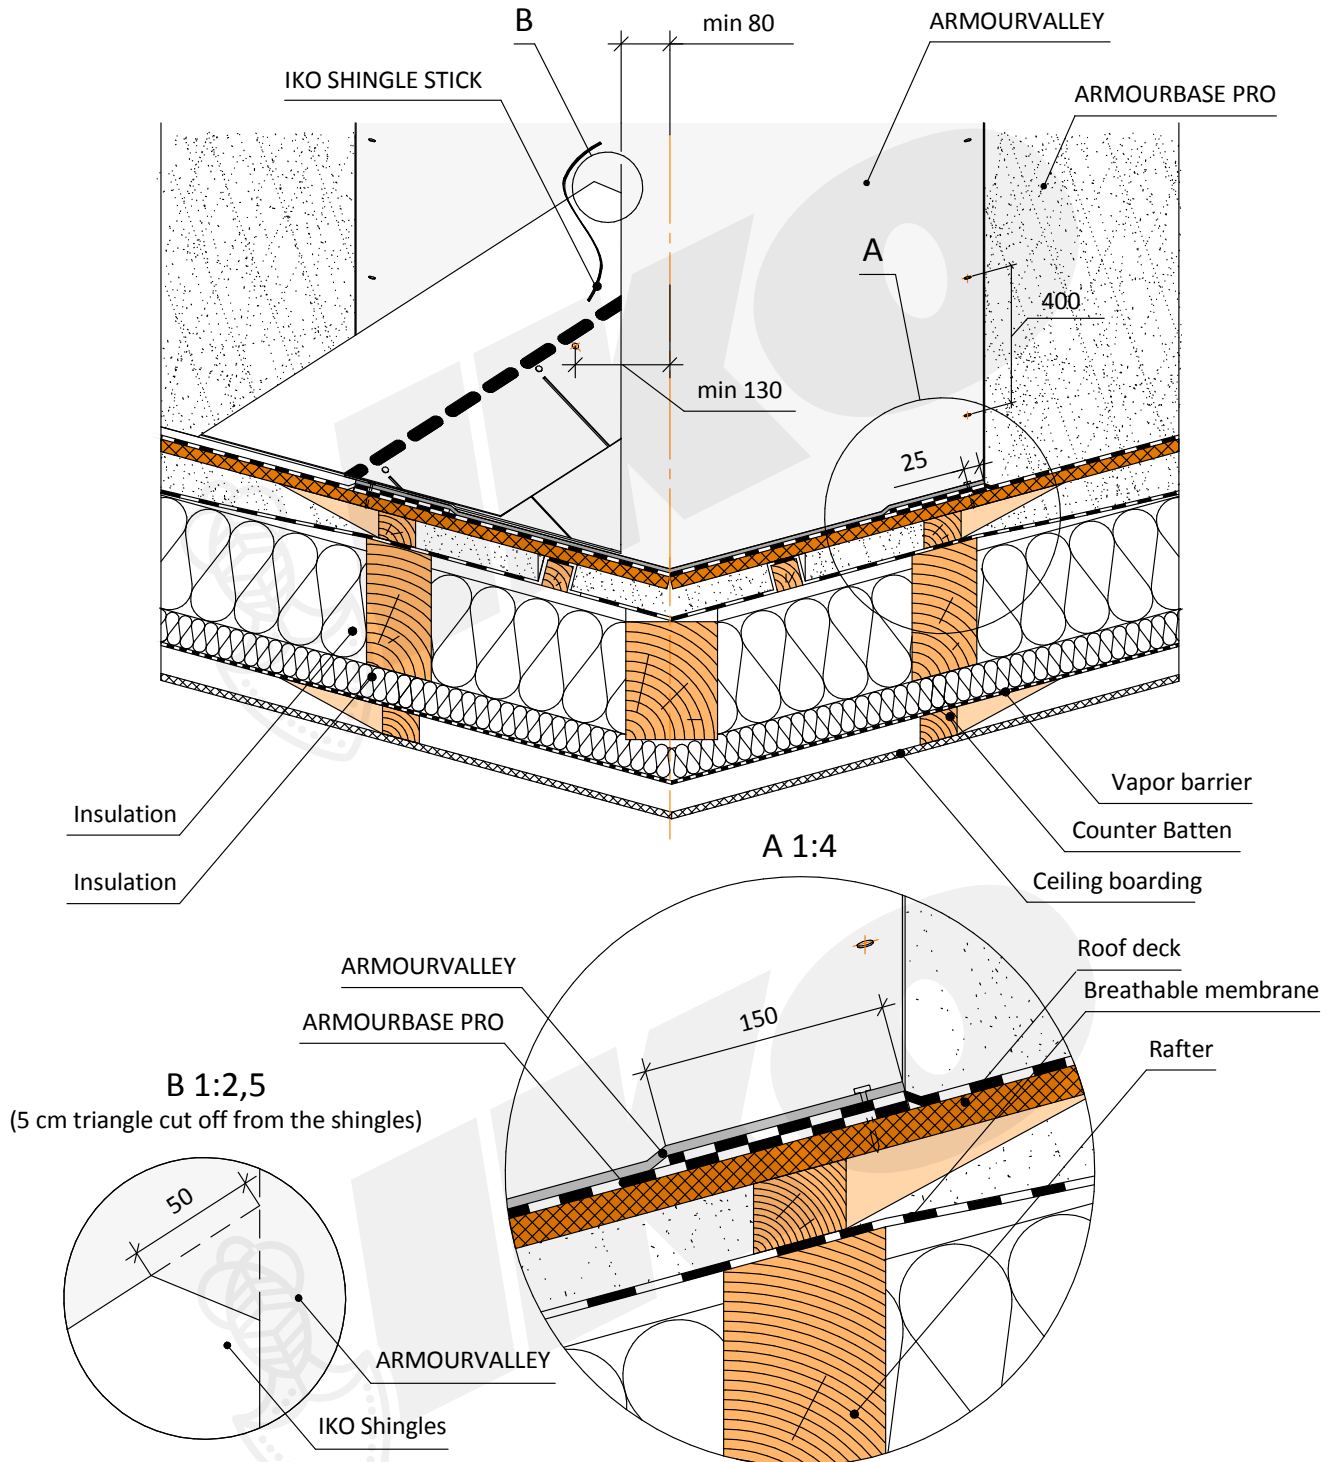 B
min 80
ARMOURVALLEY
IKO SHINGLE STICK
ARMOURBASE PRO
A
400
min 130
25
Insulation
Insulation
Vapor barrier
Counter Batten
Ceiling boarding
A 1:4
ARMOURVALLEY
ARMOURBASE PRO
150
Roof deck
Breathable membrane
Rafter
B 1:2,5
(5 cm triangle cut off from the shingles)
50
ARMOURVALLEY
IKO Shingles
IKO
IKO